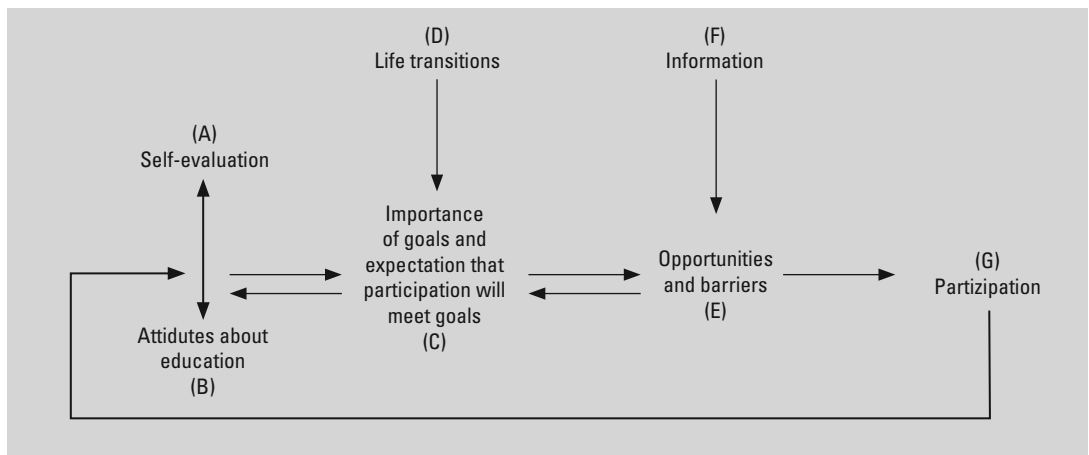 (D)
Life transitions
(F)
Information
(A)
Self-evaluation
Importance
of goals and
expectation that
participation will
meet goals
(C)
Opportunities
and barriers
(E)
(G)
Partizipation
Attidutes about
education
(B)